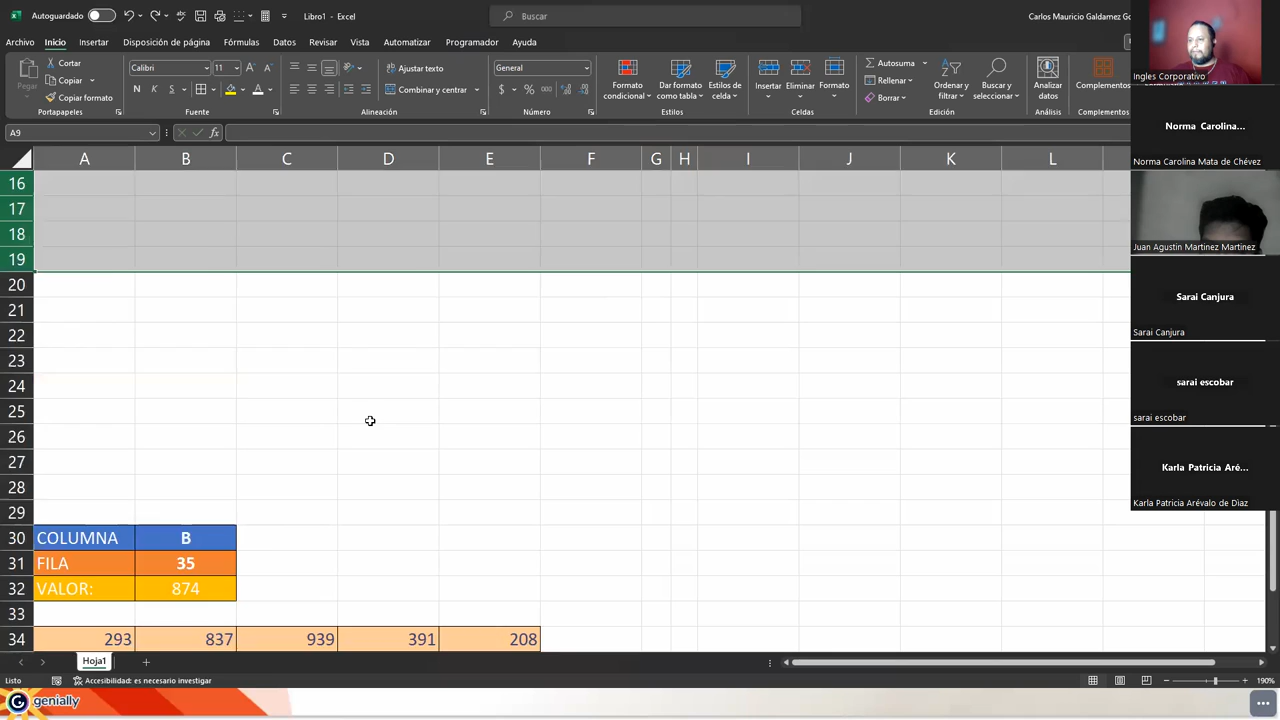 Autoguardado
Libro1 - Excel
Buscar
Carlos Mauricio Galdamez Go
Archivo Inicio Insertar Disposición de página Fórmulas Datos Revisar Vista Automatizar Programador Ayuda
Pegar
Cortar
Copiar
Copiar formato
Portapapeles
Calibri 11
N K S
Fuente
Ajustar texto
Combinar y centrar
Alineación
General
$ % 000
Número
Formato condicional
Dar formato como tabla
Estilos de celda
Estilos
Insertar Eliminar Formato
Celdas
Autosuma
Rellenar
Borrar
Ordenar y filtrar
Buscar y seleccionar
Edición
Analizar datos
Análisis
Complementos
Complementos
A9 fx
A B C D E F G H I J K L
16
17
18
19
20
21
22
23
24
25
26
27
28
29
30 COLUMNA B
31 FILA 35
32 VALOR: 874
33
34 293 837 939 391 208
Hoja1
Listo
Accesibilidad: es necesario investigar
190%
genially
Ingles Corporativo
Norma Carolina...
Norma Carolina Mata de Chévez
Juan Agustin Martinez Martinez
Sarai Canjura
Sarai Canjura
sarai escobar
sarai escobar
Karla Patricia Aré...
Karla Patricia Arévalo de Dìaz